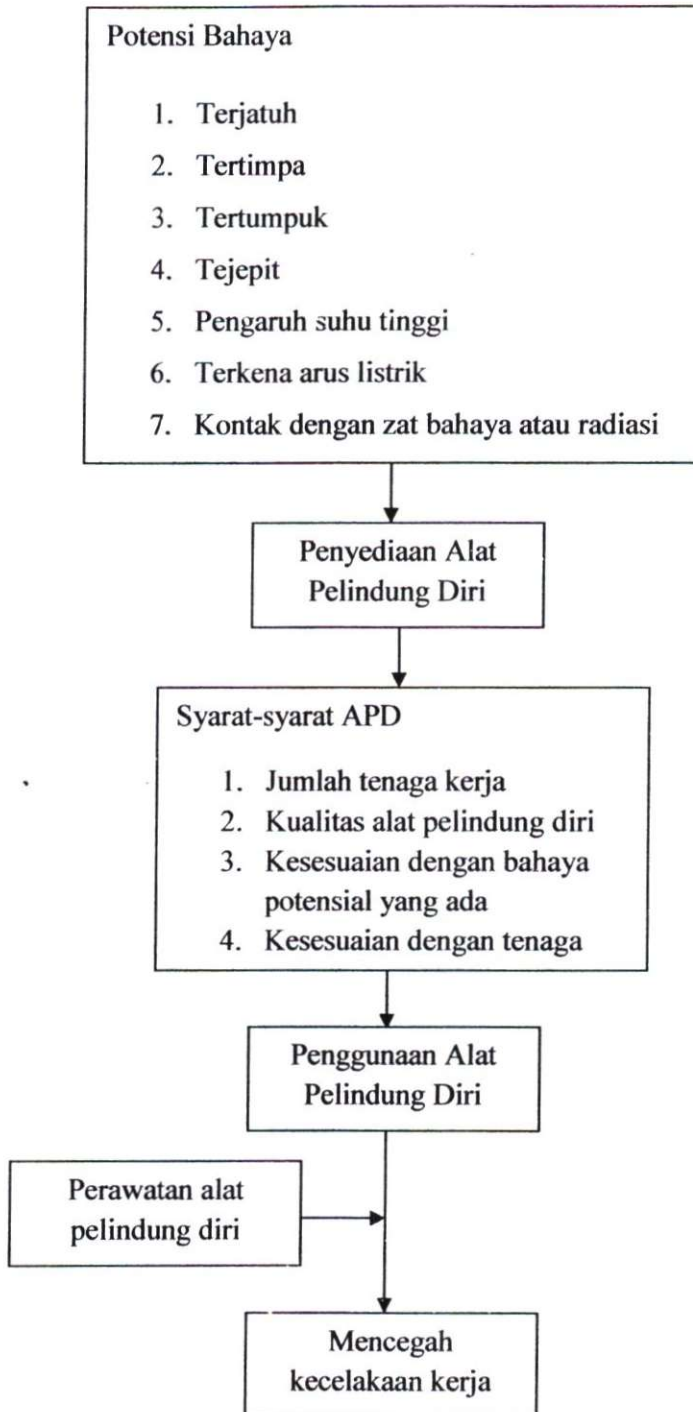 Potensi Bahaya
1. Terjatuh
2. Tertimpa
3. Tertumpuk
4. Tejepit
5. Pengaruh suhu tinggi
6. Terkena arus listrik
7. Kontak dengan zat bahaya atau radiasi
Penyediaan Alat
Pelindung Diri
Syarat-syarat APD
1. Jumlah tenaga kerja
2. Kualitas alat pelindung diri
3. Kesesuaian dengan bahaya
potensial yang ada
4. Kesesuaian dengan tenaga
Penggunaan Alat
Pelindung Diri
Perawatan alat
pelindung diri
Mencegah
kecelakaan kerja